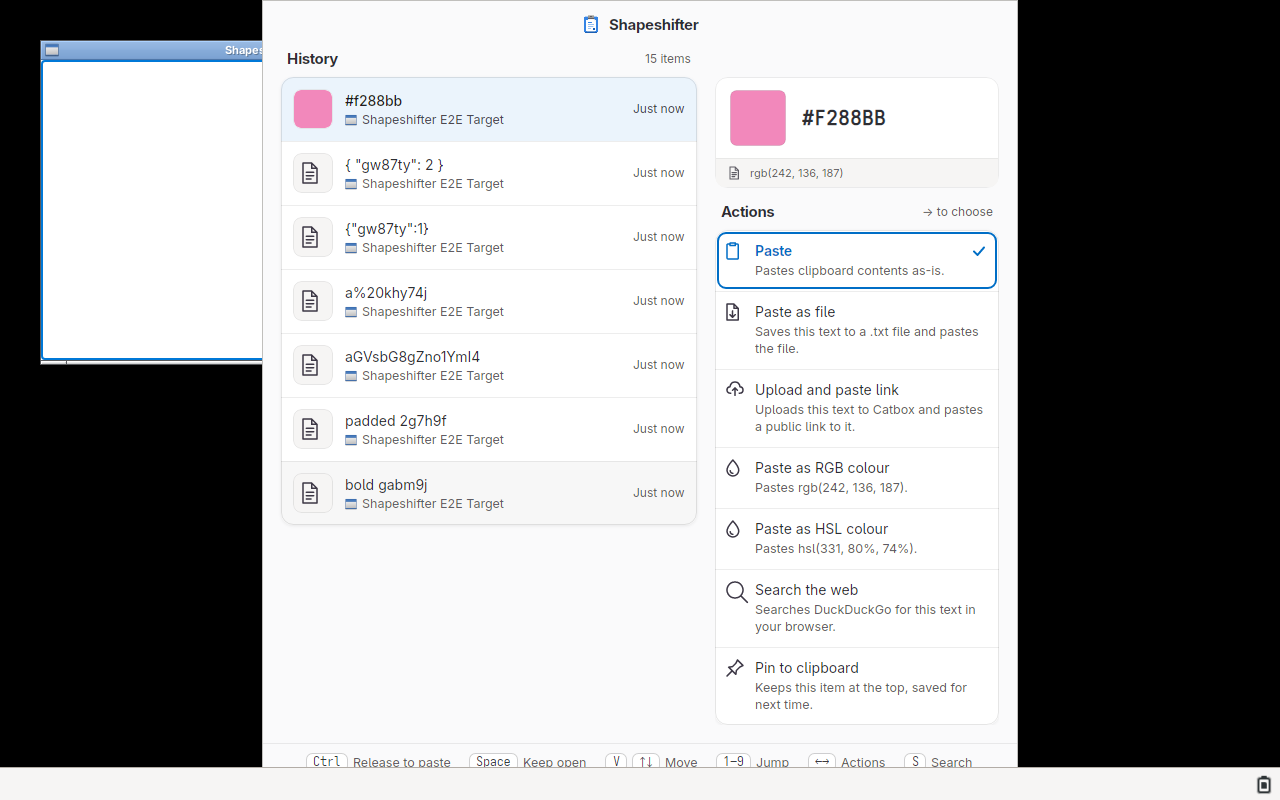 Shapes
Shapeshifter
History
15 items
#f288bb
Shapeshifter E2E Target
Just now
{ "gw87ty": 2 }
Shapeshifter E2E Target
Just now
{"gw87ty":1}
Shapeshifter E2E Target
Just now
a%20khy74j
Shapeshifter E2E Target
Just now
aGVsbG8gZno1YmI4
Shapeshifter E2E Target
Just now
padded 2g7h9f
Shapeshifter E2E Target
Just now
bold gabm9j
Shapeshifter E2E Target
Just now
#F288BB
rgb(242, 136, 187)
Actions
→ to choose
Paste
Pastes clipboard contents as-is.
Paste as file
Saves this text to a .txt file and pastes
the file.
Upload and paste link
Uploads this text to Catbox and pastes
a public link to it.
Paste as RGB colour
Pastes rgb(242, 136, 187).
Paste as HSL colour
Pastes hsl(331, 80%, 74%).
Search the web
Searches DuckDuckGo for this text in
your browser.
Pin to clipboard
Keeps this item at the top, saved for
next time.
Ctrl Release to paste Space Keep open V ↑↓ Move 1–9 Jump ↔ Actions S Search